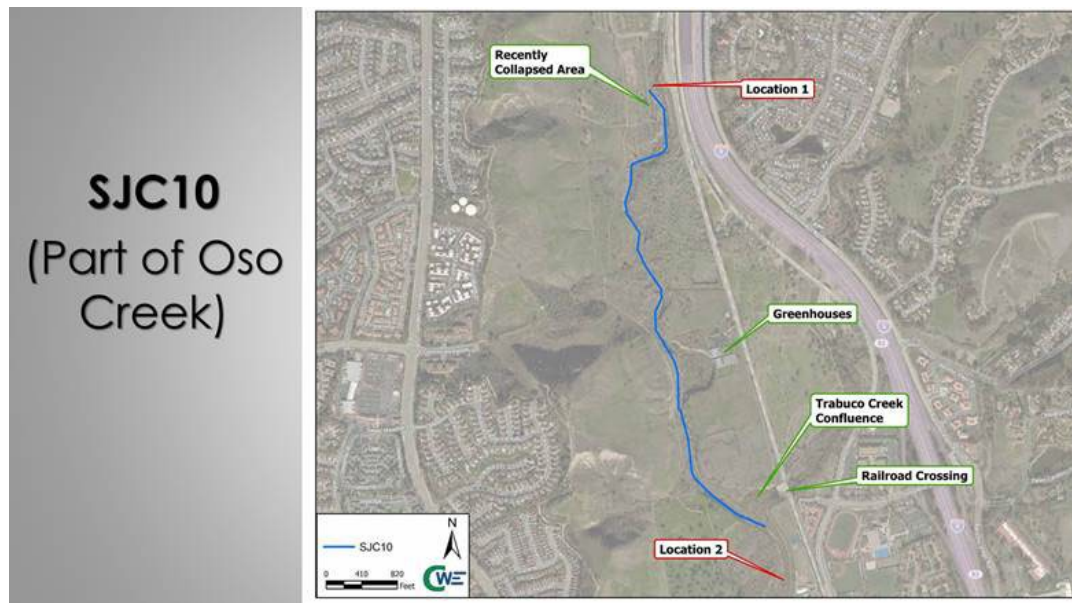 SJC10
(Part of Oso
Creek)
Recently
Collapsed Area
Location 1
Greenhouses
Trabuco Creek
Confluence
Railroad Crossing
Location 2
N
SJC10
0 410 820
Feet
CWE